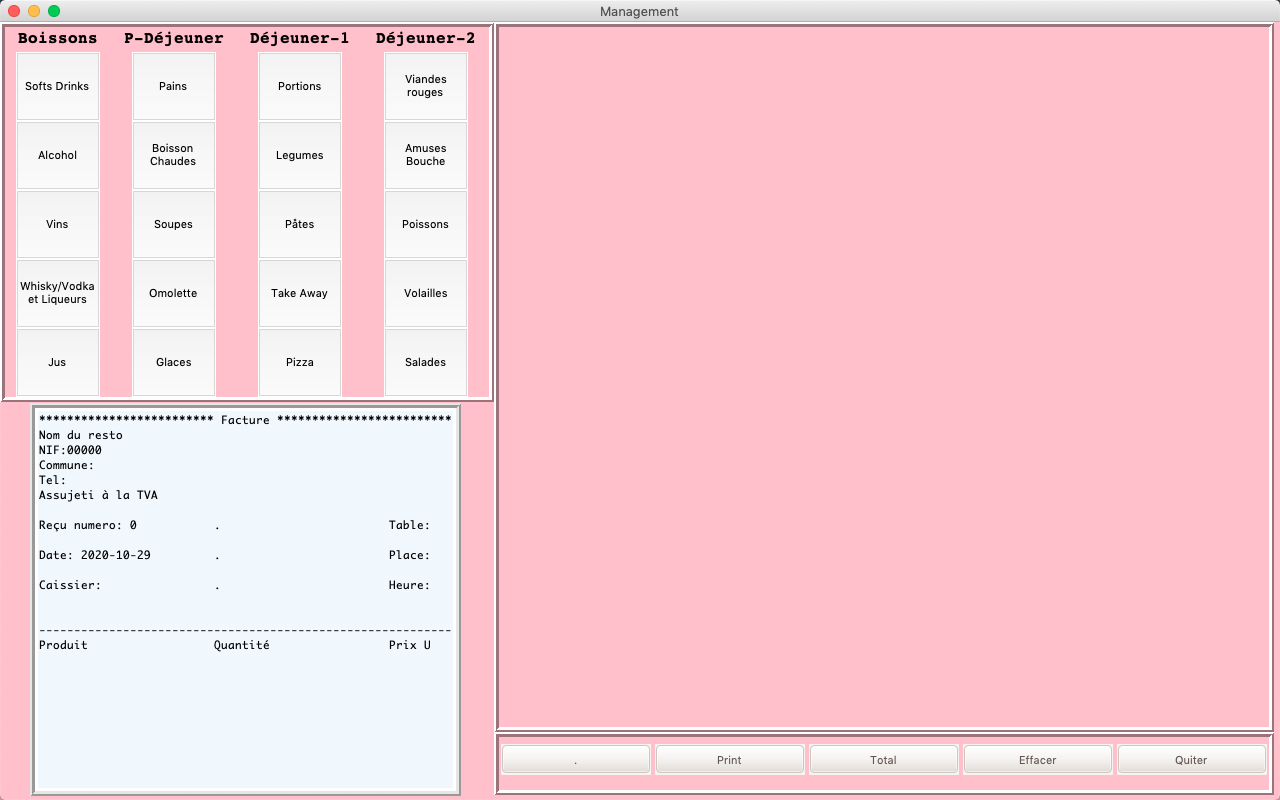 Management
Boissons P-Déjeuner Déjeuner-1 Déjeuner-2
Softs Drinks Pains Portions Viandes rouges
Alcohol Boisson Chaudes Legumes Amuses Bouche
Vins Soupes Pâtes Poissons
Whisky/Vodka et Liqueurs Omolette Take Away Volailles
Jus Glaces Pizza Salades
************************* Facture *************************
Nom du resto
NIF:00000
Commune:
Tel:
Assujeti à la TVA
Reçu numero: 0 . Table:
Date: 2020-10-29 . Place:
Caissier: . Heure:
-----------------------------------------------------------
Produit Quantité Prix U
. Print Total Effacer Quiter